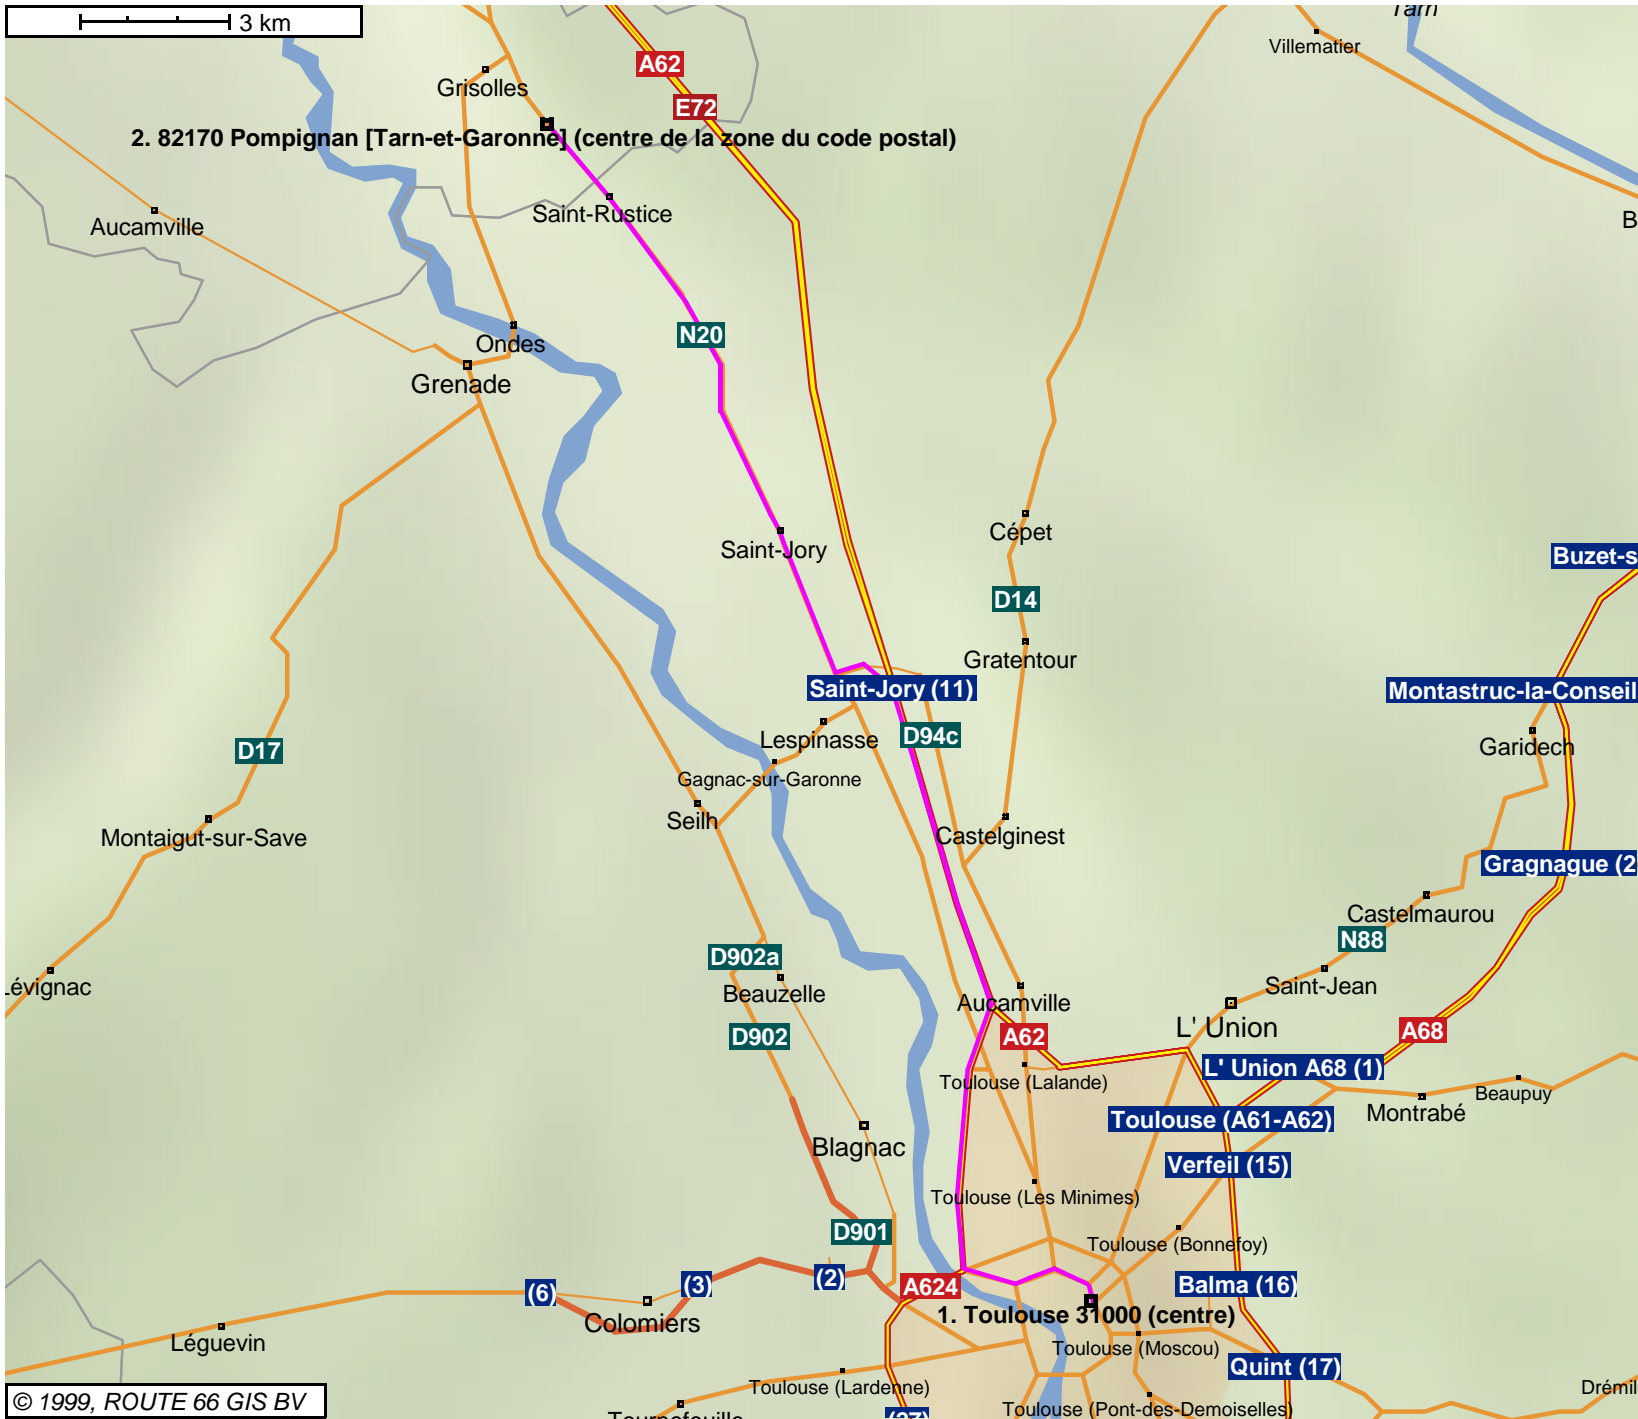 3 km
Tarn
Villematier
A62
Grisolles
E72
2. 82170 Pompignan [Tarn-et-Garonne] (centre de la zone du code postal)
Aucamville
Saint-Rustice
B
N20
Ondes
Grenade
Cépet
Saint-Jory
Buzet-s
D14
Gratentour
Saint-Jory (11)
Montastruc-la-Conseil
D94c
Lespinasse
Garidech
D17
Gagnac-sur-Garonne
Seilh
Montaigut-sur-Save
Castelginest
Gragnague (2
Castelmaurou
N88
D902a
Saint-Jean
Lévignac
Beauzelle
Aucamville
L' Union
A68
D902
A62
L' Union A68 (1)
Toulouse (Lalande)
Beaupuy
Montrabé
Toulouse (A61-A62)
Blagnac
Verfeil (15)
Toulouse (Les Minimes)
D901
Toulouse (Bonnefoy)
(2)
(3)
(6)
A624
Balma (16)
1. Toulouse 31000 (centre)
Colomiers
Léguevin
Toulouse (Moscou)
Quint (17)
Toulouse (Lardenne)
Drémil
© 1999, ROUTE 66 GIS BV
Toulouse (Pont-des-Demoiselles)
Tournefeuille
(27)